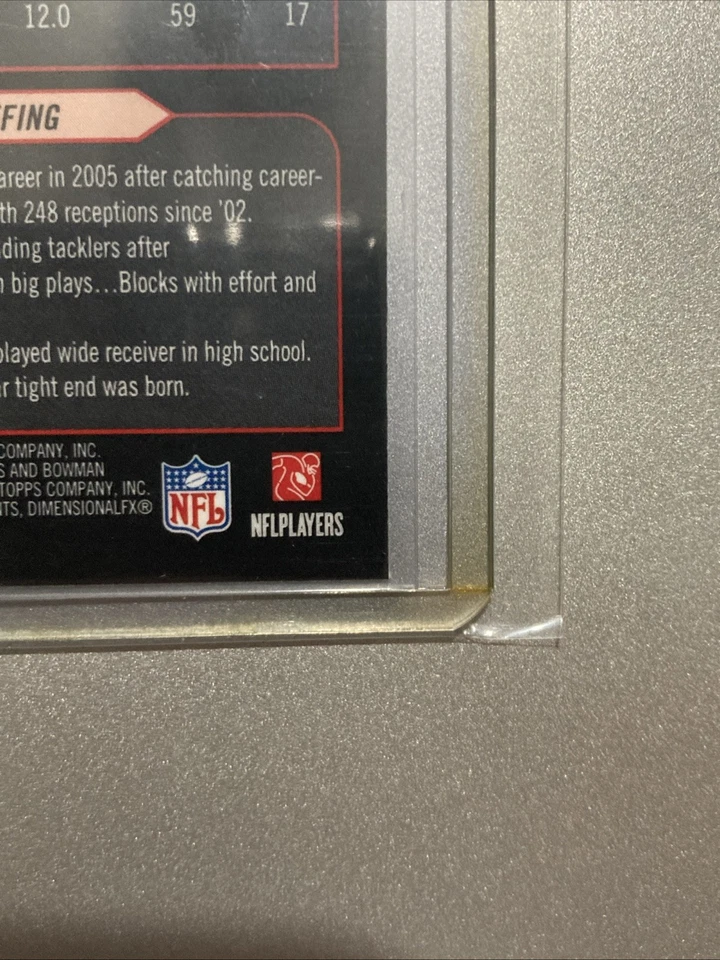 12.0 59 17
FING
areer in 2005 after catching career-
th 248 receptions since '02.
ding tacklers after
big plays...Blocks with effort and
played wide receiver in high school.
tight end was born.
COMPANY, INC.
S AND BOWMAN
TOPPS COMPANY, INC.
TS, DIMENSIONALFX®
NFL
NFLPLAYERS